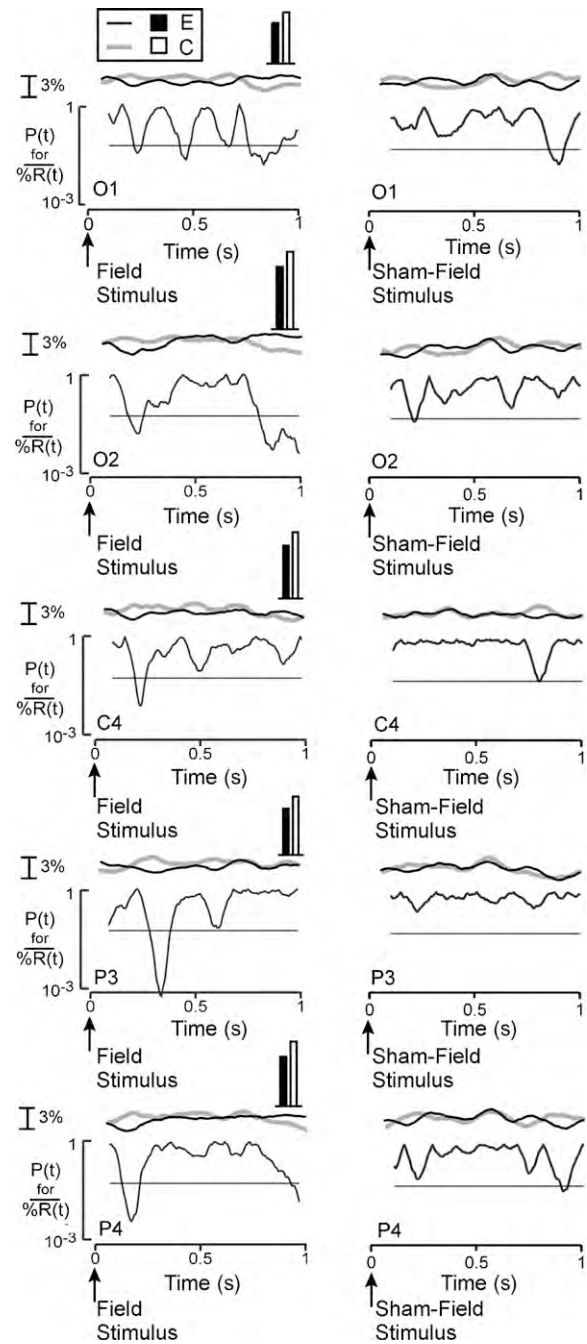 E
C
3%
1
P(t)
for
%R(t)
10-3
O1
O1
0 0.5 1
0 0.5 1
Time (s)
Time (s)
Field
Stimulus
Sham-Field
Stimulus
3%
1
P(t)
for
%R(t)
10-3
O2
O2
0 0.5 1
0 0.5 1
Time (s)
Time (s)
Field
Stimulus
Sham-Field
Stimulus
3%
1
P(t)
for
%R(t)
10-3
C4
C4
0 0.5 1
0 0.5 1
Time (s)
Time (s)
Field
Stimulus
Sham-Field
Stimulus
3%
1
P(t)
for
%R(t)
10-3
P3
P3
0 0.5 1
0 0.5 1
Time (s)
Time (s)
Field
Stimulus
Sham-Field
Stimulus
3%
1
P(t)
for
%R(t)
10-3
P4
P4
0 0.5 1
0 0.5 1
Time (s)
Time (s)
Field
Stimulus
Sham-Field
Stimulus